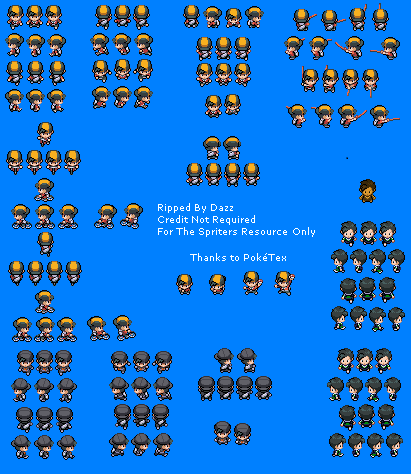 Ripped By Dazz
Credit Not Required
For The Spriters Resource Only
Thanks to PokéTex